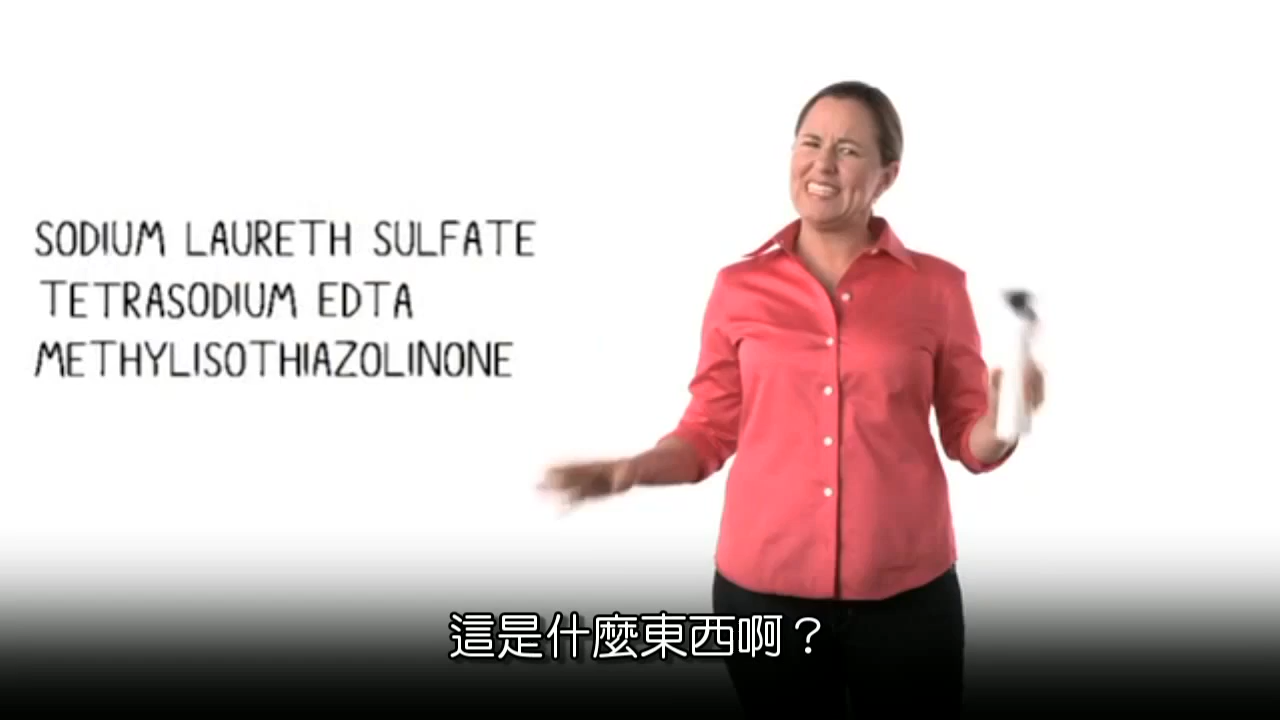 SODIUM LAURETH SULFATE
TETRASODIUM EDTA
METHYLISOTHIAZOLINONE
這是什麼東西啊？